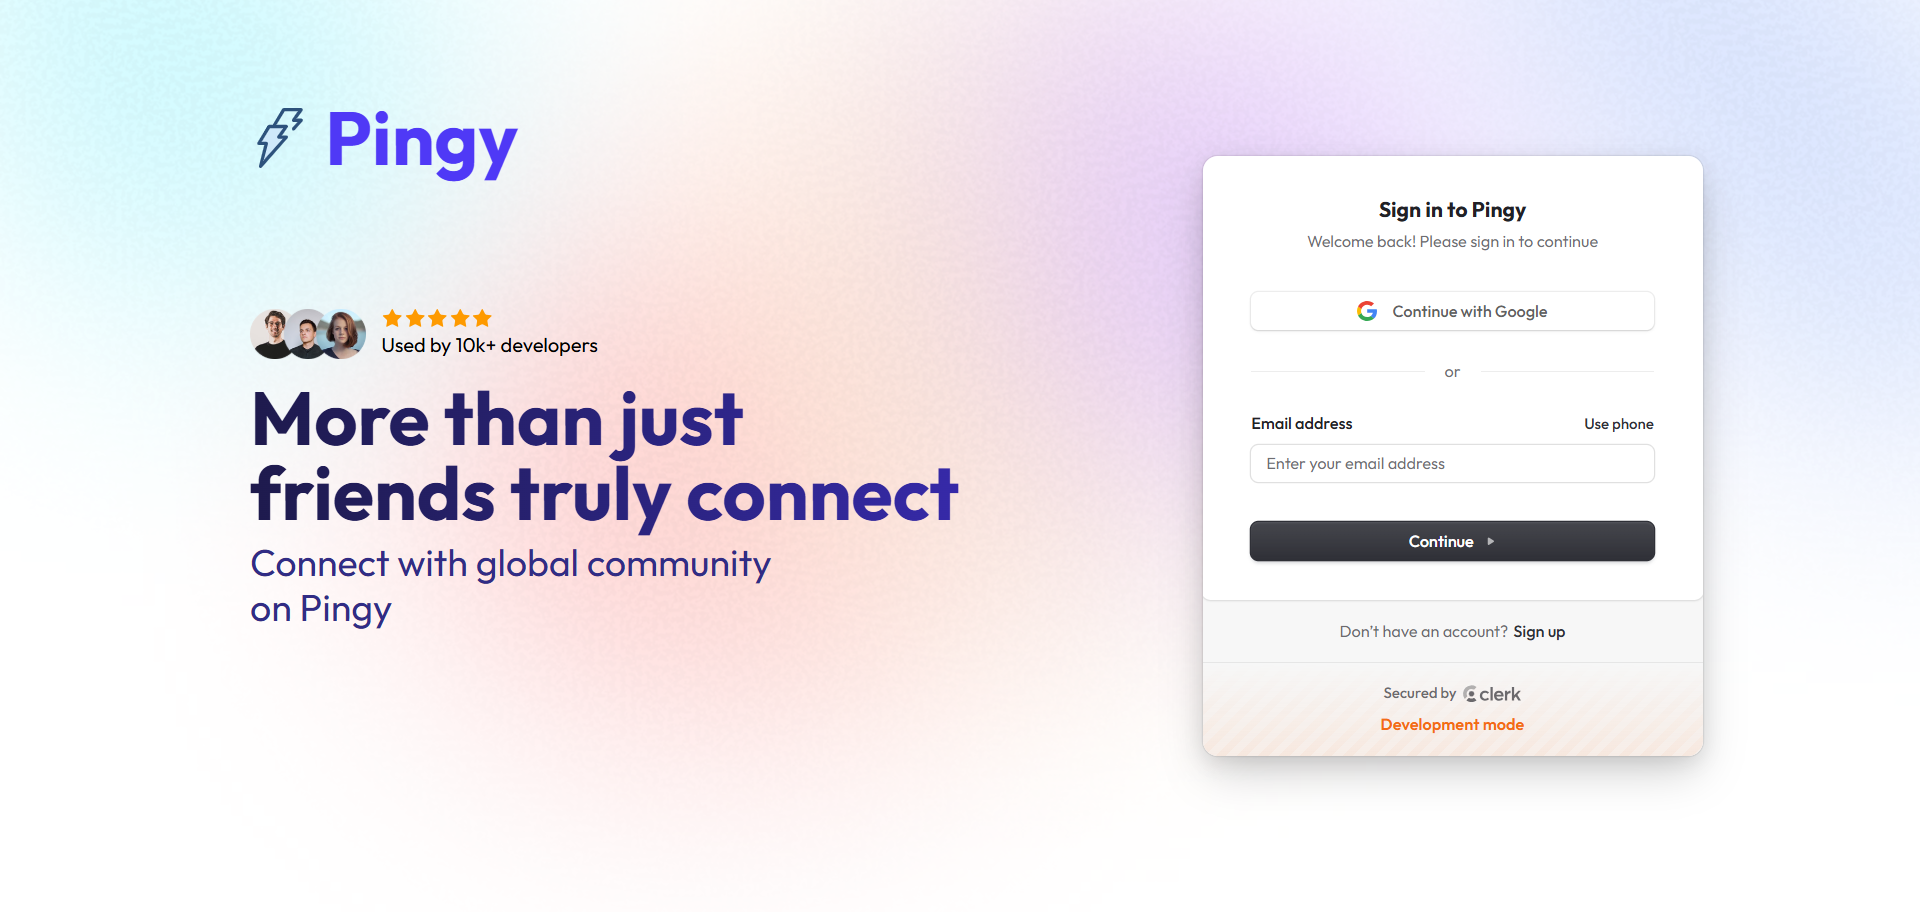 Pingy
Used by 10k+ developers
More than just
friends truly connect
Connect with global community
on Pingy
Sign in to Pingy
Welcome back! Please sign in to continue
Continue with Google
or
Email address
Use phone
Enter your email address
Continue
Don’t have an account? Sign up
Secured by clerk
Development mode